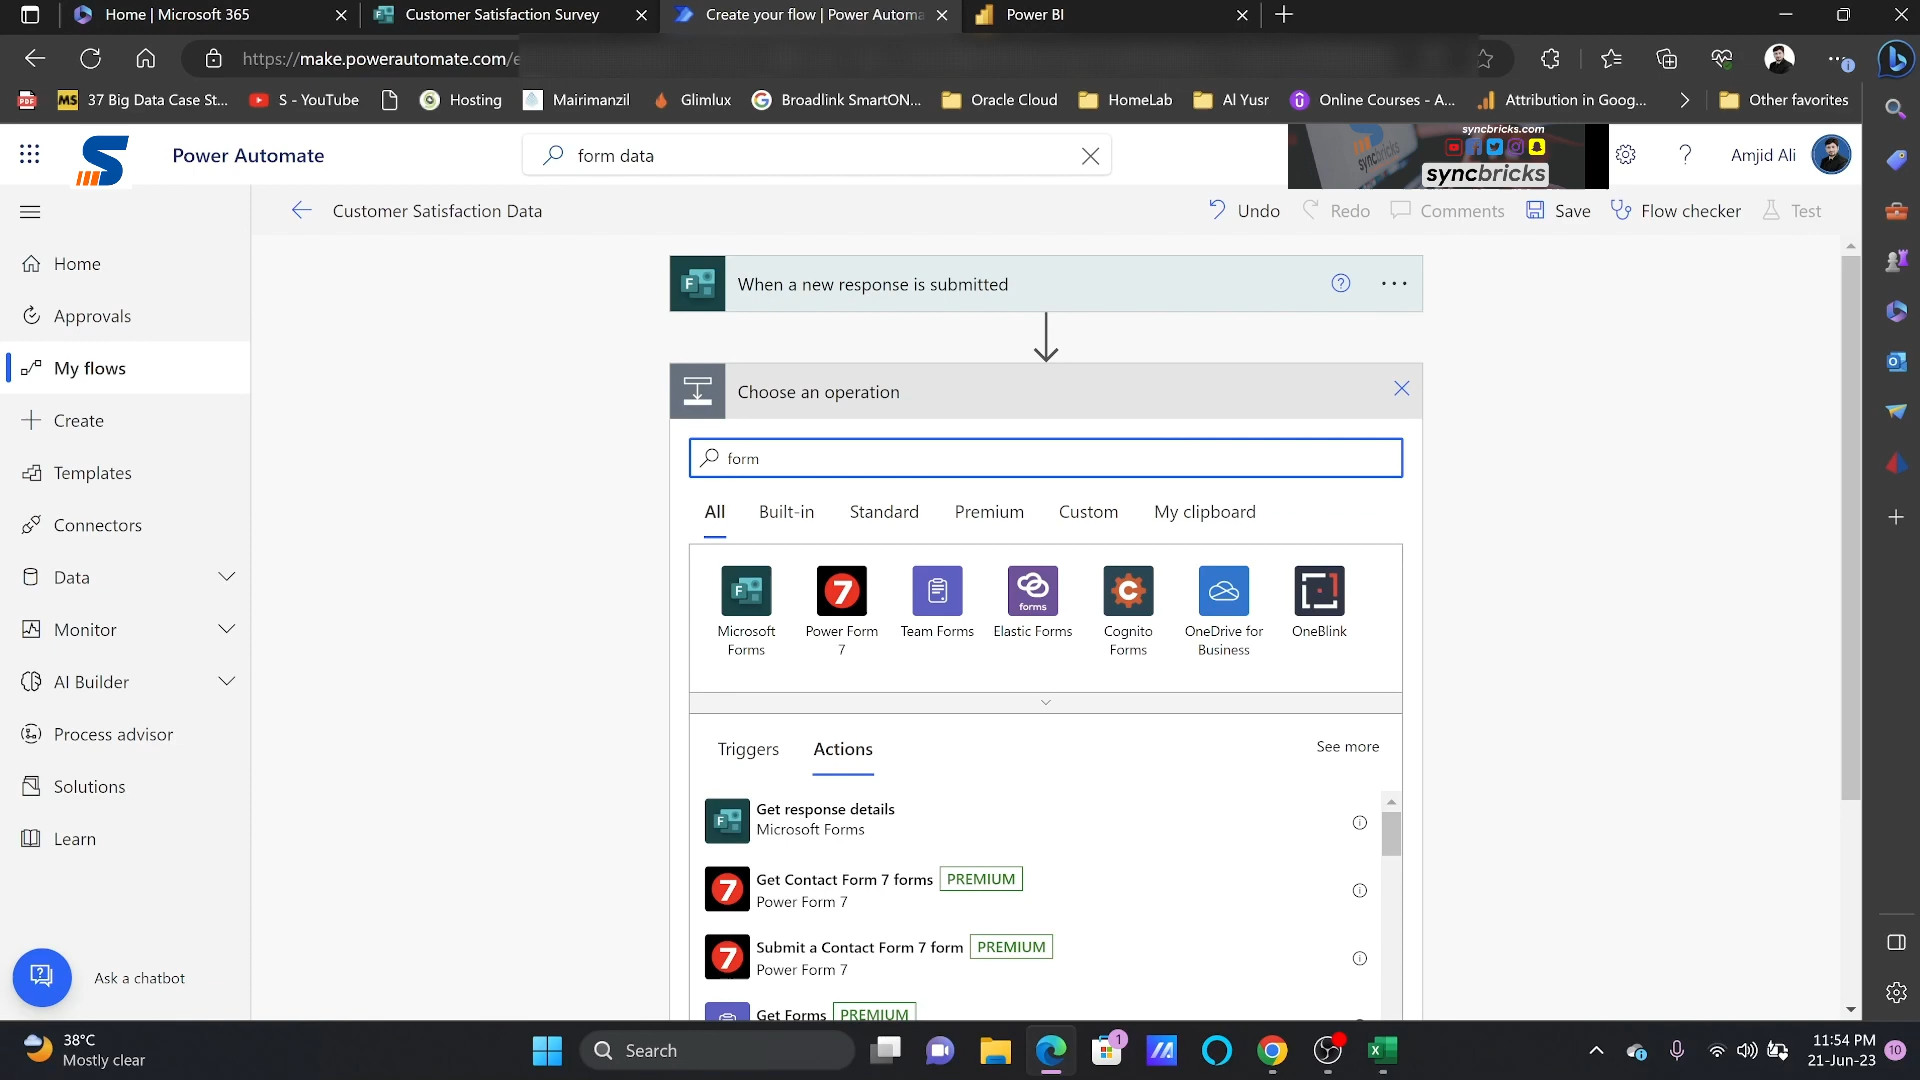 Home | Microsoft 365
Customer Satisfaction Survey
Create your flow | Power Automa
Power BI
https://make.powerautomate.com/e
37 Big Data Case St...
S - YouTube
Hosting
Mairimanzil
Glimlux
Broadlink SmartON...
Oracle Cloud
HomeLab
Al Yusr
Online Courses - A...
Attribution in Goog...
Other favorites
Power Automate
form data
syncbricks.com
syncbricks
Amjid Ali
Customer Satisfaction Data
Undo
Redo
Comments
Save
Flow checker
Test
Home
Approvals
My flows
Create
Templates
Connectors
Data
Monitor
AI Builder
Process advisor
Solutions
Learn
Ask a chatbot
When a new response is submitted
Choose an operation
form
All
Built-in
Standard
Premium
Custom
My clipboard
Microsoft
Forms
Power Form
7
Team Forms
forms
Elastic Forms
Cognito
Forms
OneDrive for
Business
OneBlink
Triggers
Actions
See more
Get response details
Microsoft Forms
Get Contact Form 7 forms PREMIUM
Power Form 7
Submit a Contact Form 7 form PREMIUM
Power Form 7
Get Forms PREMIUM
38°C
Mostly clear
Search
1
11:54 PM
21-Jun-23
10